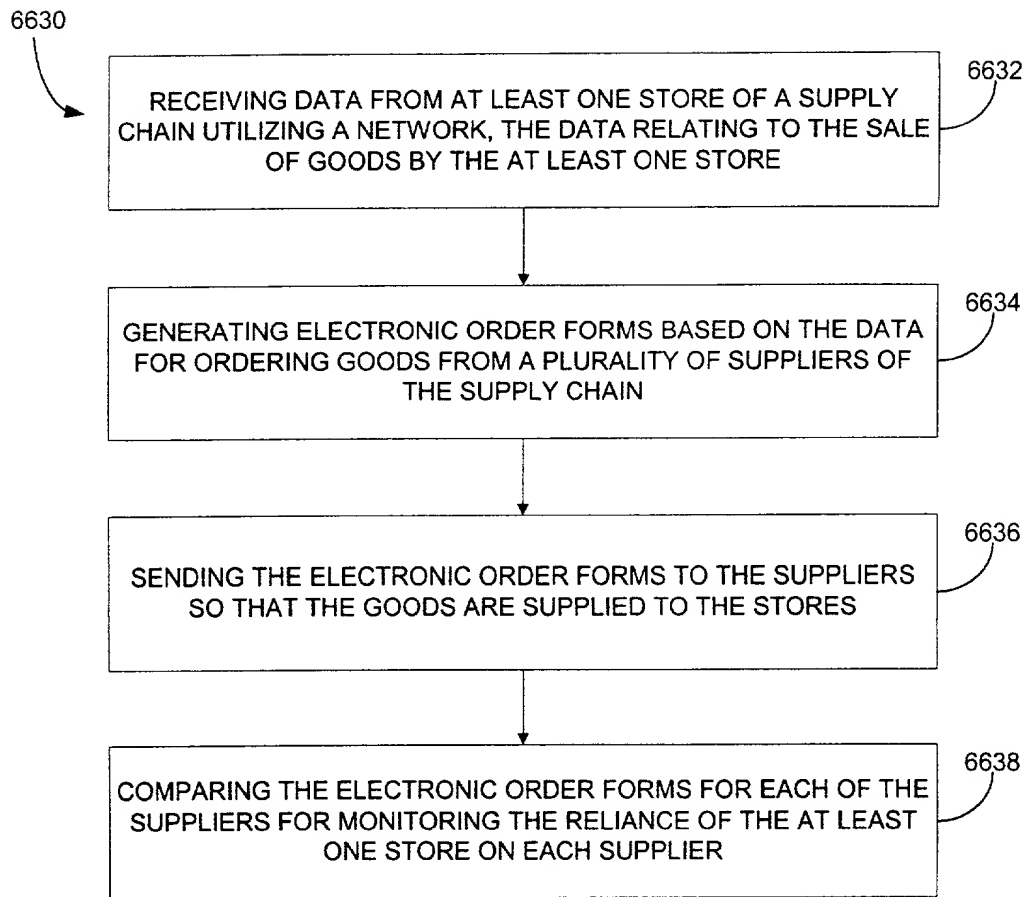 6630
6632
RECEIVING DATA FROM AT LEAST ONE STORE OF A SUPPLY
CHAIN UTILIZING A NETWORK, THE DATA RELATING TO THE SALE
OF GOODS BY THE AT LEAST ONE STORE
6634
GENERATING ELECTRONIC ORDER FORMS BASED ON THE DATA
FOR ORDERING GOODS FROM A PLURALITY OF SUPPLIERS OF
THE SUPPLY CHAIN
6636
SENDING THE ELECTRONIC ORDER FORMS TO THE SUPPLIERS
SO THAT THE GOODS ARE SUPPLIED TO THE STORES
6638
COMPARING THE ELECTRONIC ORDER FORMS FOR EACH OF THE
SUPPLIERS FOR MONITORING THE RELIANCE OF THE AT LEAST
ONE STORE ON EACH SUPPLIER